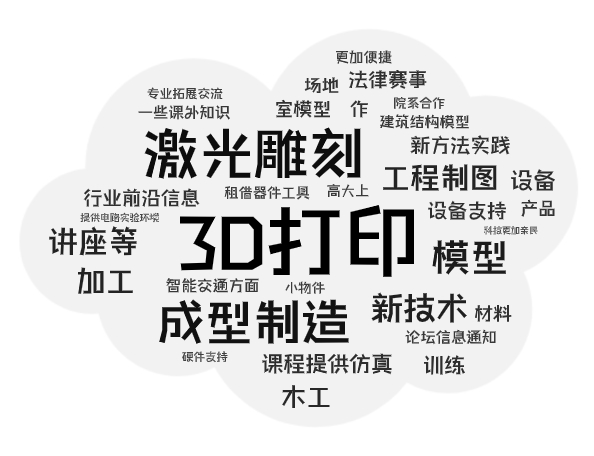 更加便捷
场地
法律赛事
专业拓展交流
一些课外知识
室模型
作
院系合作
建筑结构模型
激光雕刻
新方法实践
工程制图
设备
行业前沿信息
租借器件工具
高大上
设备支持
产品
提供电路实验环境
3D打印
科技更加亲民
讲座等
模型
加工
智能交通方面
小物件
成型制造
新技术
材料
论坛信息通知
硬件支持
课程提供仿真
训练
木工